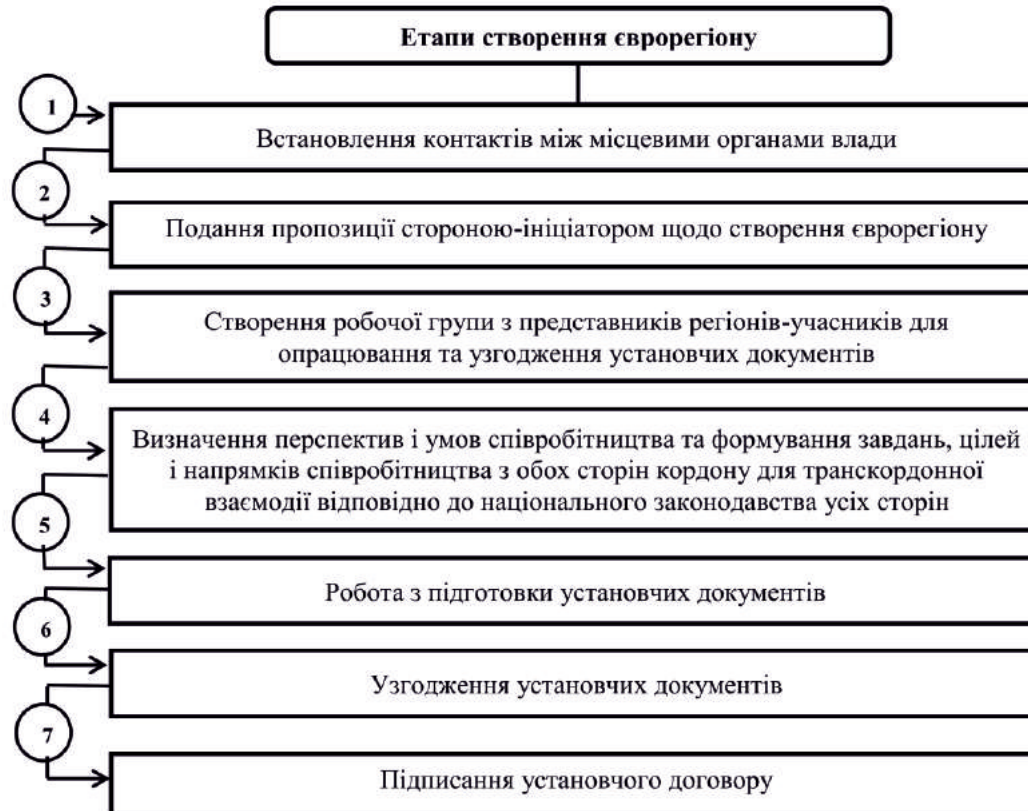 Етапи створення єврорегіону
1
Встановлення контактів між місцевими органами влади
2
Подання пропозиції стороною-ініціатором щодо створення єврорегіону
3
Створення робочої групи з представників регіонів-учасників для
опрацювання та узгодження установчих документів
4
Визначення перспектив і умов співробітництва та формування завдань, цілей
і напрямків співробітництва з обох сторін кордону для транскордонної
взаємодії відповідно до національного законодавства усіх сторін
5
Робота з підготовки установчих документів
6
Узгодження установчих документів
7
Підписання установчого договору